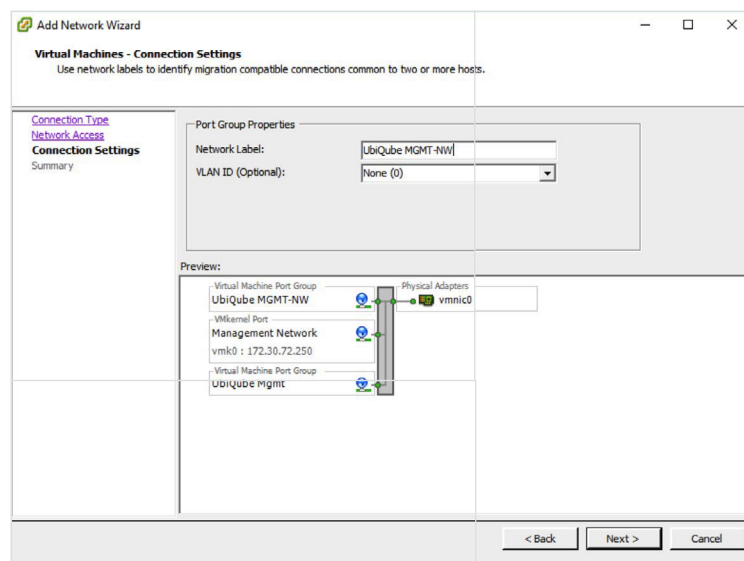 Add Network Wizard
Virtual Machines - Connection Settings
Use network labels to identify migration compatible connections common to two or more hosts.
Connection Type
Network Access
Connection Settings
Summary
Port Group Properties
Network Label:
UbiQube MGMT-NW
VLAN ID (Optional):
None (0)
Preview:
Virtual Machine Port Group
UbiQube MGMT-NW
Physical Adapters
vmnic0
VMkernel Port
Management Network
vmk0 : 172.30.72.250
Virtual Machine Port Group
UbiQube Mgmt
< Back
Next >
Cancel